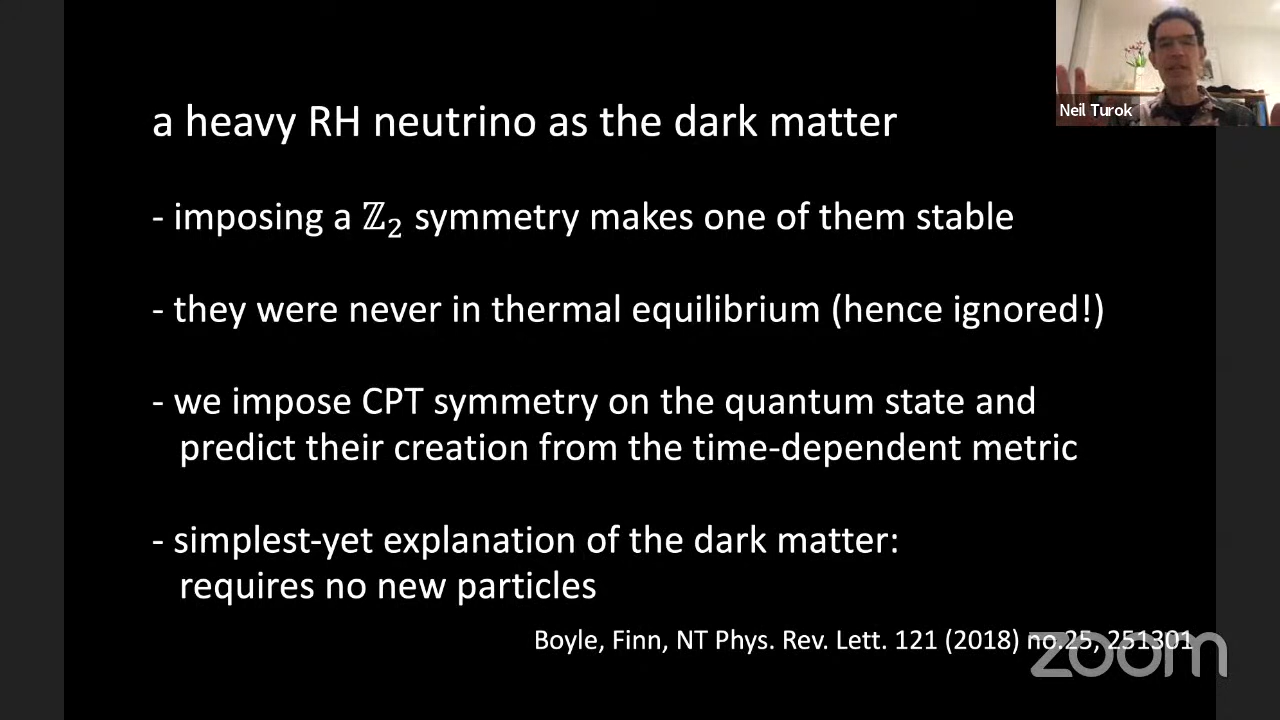 a heavy RH neutrino as the dark matter
Neil Turok
- imposing a ℤ₂ symmetry makes one of them stable
- they were never in thermal equilibrium (hence ignored!)
- we impose CPT symmetry on the quantum state and
predict their creation from the time-dependent metric
- simplest-yet explanation of the dark matter:
requires no new particles
Boyle, Finn, NT Phys. Rev. Lett. 121 (2018) no.25, 251301
zoom